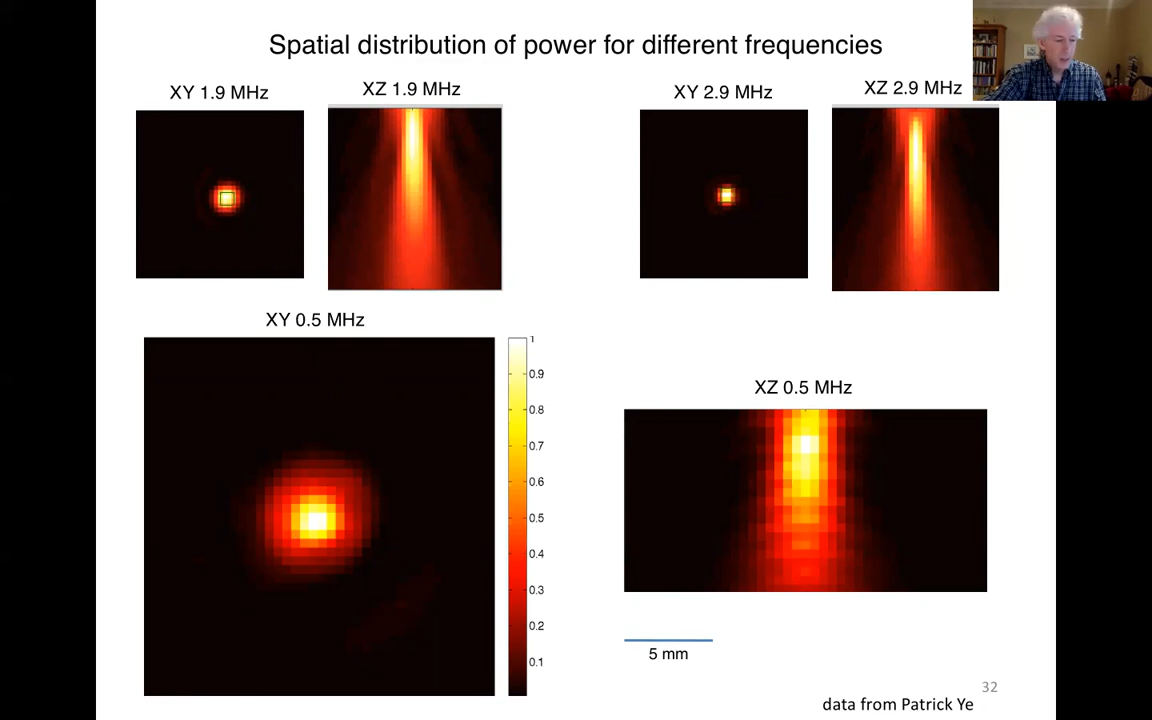 Spatial distribution of power for different frequencies
XY 1.9 MHz
XZ 1.9 MHz
XY 2.9 MHz
XZ 2.9 MHz
XY 0.5 MHz
1
0.9
0.8
0.7
0.6
0.5
0.4
0.3
0.2
0.1
XZ 0.5 MHz
5 mm
32
data from Patrick Ye